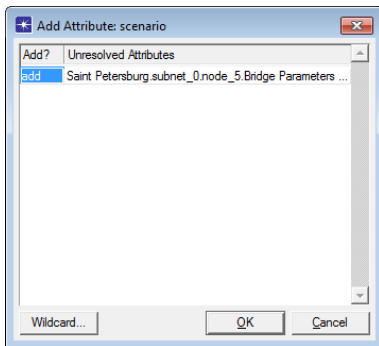 Add Attribute: scenario
Add? Unresolved Attributes
add Saint Petersburg.subnet_0.node_5.Bridge Parameters ...
Wildcard... OK Cancel